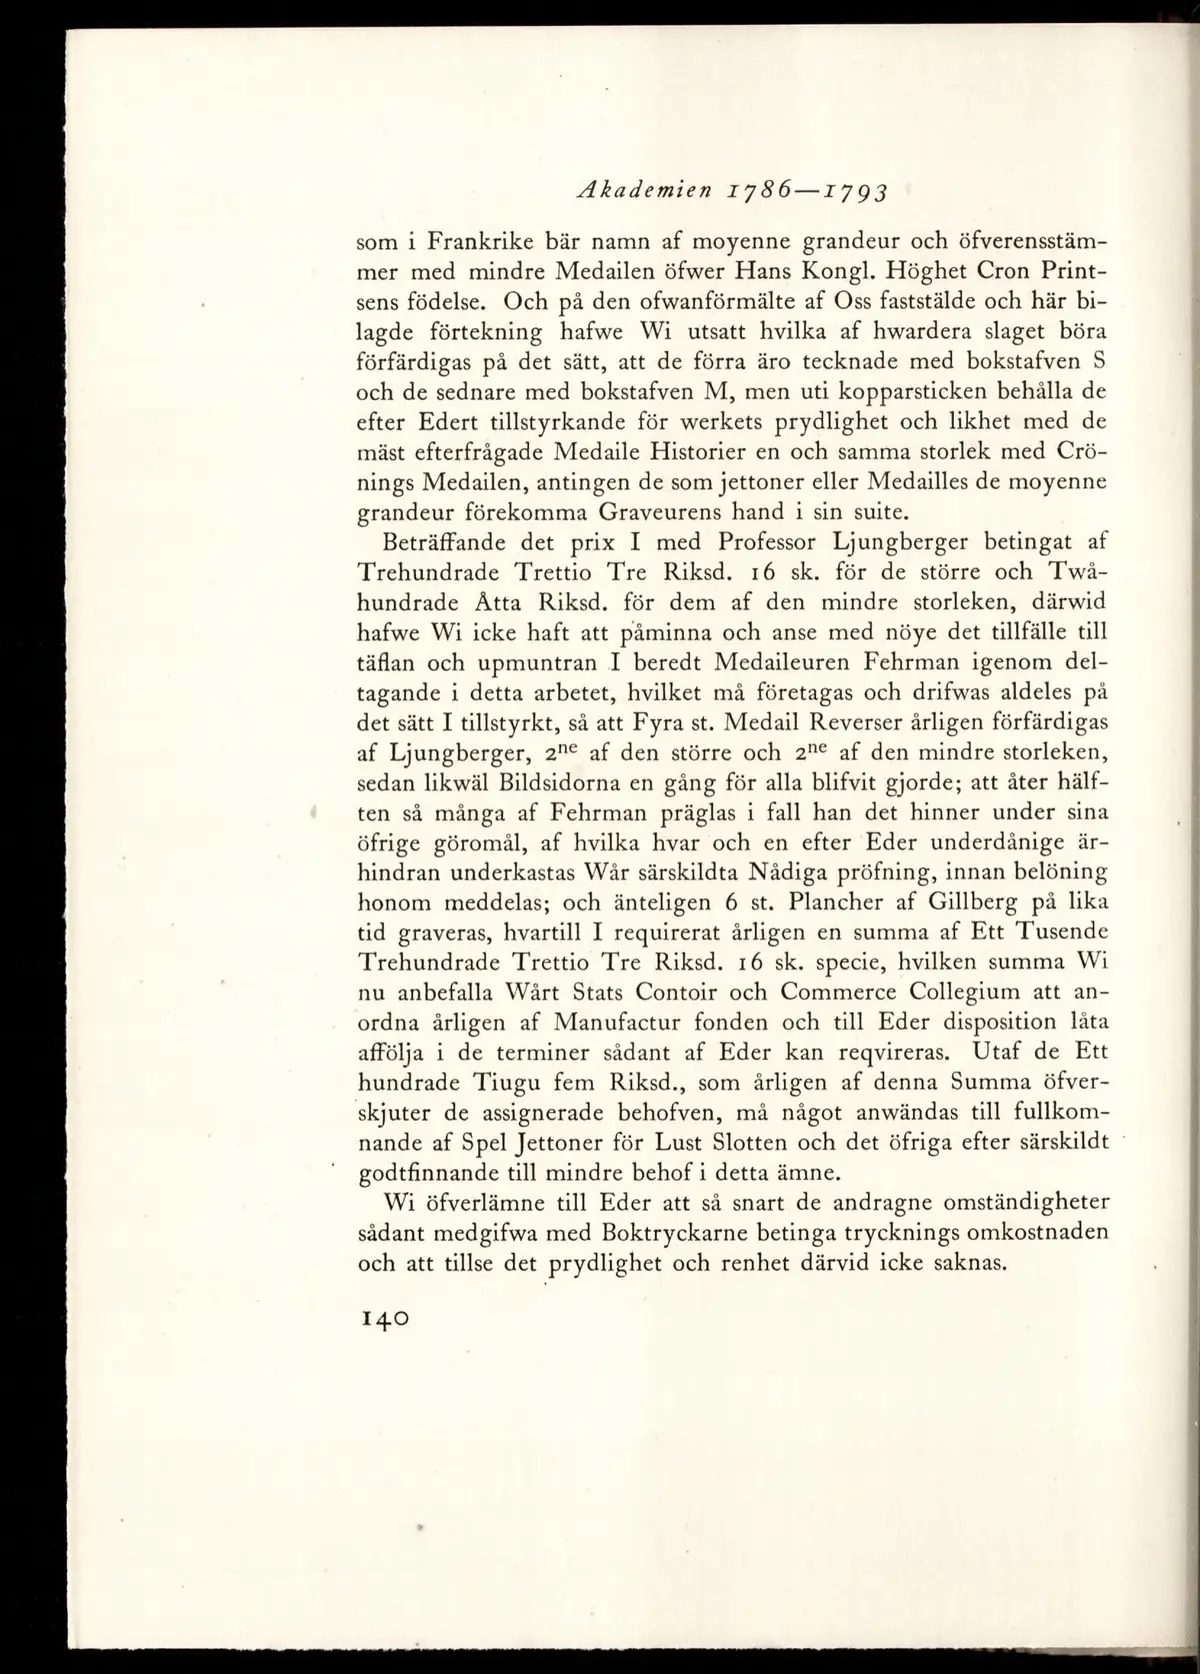 Akademien 1786—1793
som i Frankrike bär namn af moyenne grandeur och öfverensstäm-
mer med mindre Medailen öfwer Hans Kongl. Höghet Cron Print-
sens födelse. Och på den ofwanförmälte af Oss faststälde och här bi-
lagde förtekning hafwe Wi utsatt hvilka af hwardera slaget böra
förfärdigas på det sätt, att de förra äro tecknade med bokstafven S
och de sednare med bokstafven M, men uti kopparsticken behålla de
efter Edert tillstyrkande för werkets prydlighet och likhet med de
mäst efterfrågade Medaile Historier en och samma storlek med Crö-
nings Medailen, antingen de som jettoner eller Medailles de moyenne
grandeur förekomma Graveurens hand i sin suite.
Beträffande det prix I med Professor Ljungberger betingat af
Trehundrade Trettio Tre Riksd. 16 sk. för de större och Twå-
hundrade Åtta Riksd. för dem af den mindre storleken, därwid
hafwe Wi icke haft att påminna och anse med nöye det tillfälle till
täflan och upmuntran I beredt Medaileuren Fehrman igenom del-
tagande i detta arbetet, hvilket må företagas och drifwas aldeles på
det sätt I tillstyrkt, så att Fyra st. Medail Reverser årligen förfärdigas
af Ljungberger, 2ne af den större och 2ne af den mindre storleken,
sedan likwäl Bildsidorna en gång för alla blifvit gjorde; att åter hälf-
ten så många af Fehrman präglas i fall han det hinner under sina
öfrige göromål, af hvilka hvar och en efter Eder underdånige är-
hindran underkastas Wår särskildta Nådiga pröfning, innan belöning
honom meddelas; och änteligen 6 st. Plancher af Gillberg på lika
tid graveras, hvartill I requirerat årligen en summa af Ett Tusende
Trehundrade Trettio Tre Riksd. 16 sk. specie, hvilken summa Wi
nu anbefalla Wårt Stats Contoir och Commerce Collegium att an-
ordna årligen af Manufactur fonden och till Eder disposition låta
affölja i de terminer sådant af Eder kan reqvireras. Utaf de Ett
hundrade Tiugu fem Riksd., som årligen af denna Summa öfver-
skjuter de assignerade behofven, må något anwändas till fullkom-
nande af Spel Jettoner för Lust Slotten och det öfriga efter särskildt
godtfinnande till mindre behof i detta ämne.
Wi öfverlämne till Eder att så snart de andragne omständigheter
sådant medgifwa med Boktryckarne betinga trycknings omkostnaden
och att tillse det prydlighet och renhet därvid icke saknas.
140